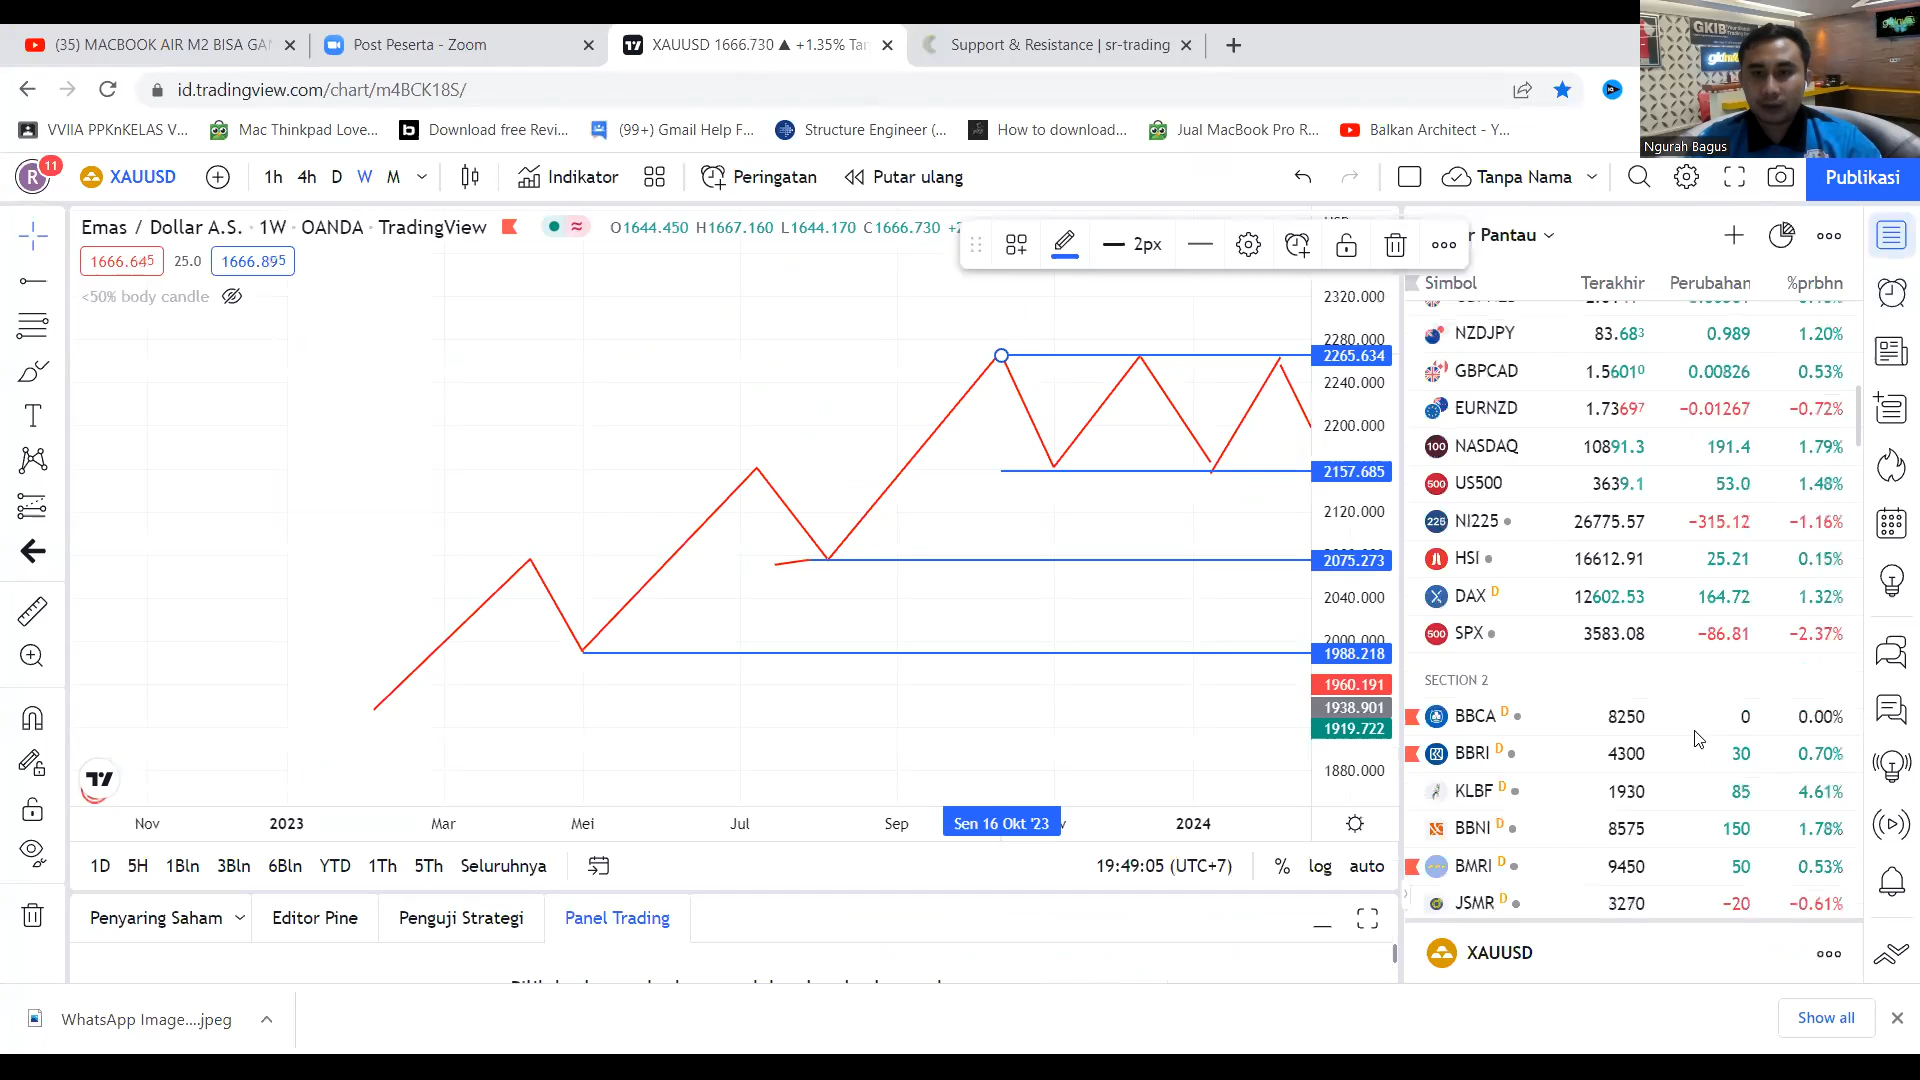 (35) MACBOOK AIR M2 BISA GA
Post Peserta - Zoom
XAUUSD 1666.730 ▲ +1.35% Ta
Support & Resistance | sr-trading
id.tradingview.com/chart/m4BCK18S/
VVIIA PPKnKELAS V...
Mac Thinkpad Love...
Download free Revi...
(99+) Gmail Help F...
Structure Engineer (...
How to download...
Jual MacBook Pro R...
Balkan Architect - Y...
GKIB
Ngurah Bagus
R 11
XAUUSD
1h 4h D W M
Indikator
Peringatan
Putar ulang
Tanpa Nama
Publikasi
Emas / Dollar A.S. · 1W · OANDA · TradingView
O1644.450 H1667.160 L1644.170 C1666.730
2px
1666.645 25.0 1666.895
<50% body candle
2320.000
2280.000
2265.634
2240.000
2200.000
2157.685
2120.000
2075.273
2040.000
2000.000
1988.218
1960.191
1938.901
1919.722
1880.000
Nov 2023 Mar Mei Jul Sep Sen 16 Okt '23 2024
1D 5H 1Bln 3Bln 6Bln YTD 1Th 5Th Seluruhnya
19:49:05 (UTC+7) % log auto
Penyaring Saham
Editor Pine
Penguji Strategi
Panel Trading
r Pantau
Simbol Terakhir Perubahan %prbhn
NZDJPY 83.683 0.989 1.20%
GBPCAD 1.56010 0.00826 0.53%
EURNZD 1.73697 −0.01267 −0.72%
100 NASDAQ 10891.3 191.4 1.79%
500 US500 3639.1 53.0 1.48%
225 NI225 26775.57 −315.12 −1.16%
HSI 16612.91 25.21 0.15%
DAX D 12602.53 164.72 1.32%
500 SPX 3583.08 −86.81 −2.37%
SECTION 2
BBCA D 8250 0 0.00%
BBRI D 4300 30 0.70%
KLBF D 1930 85 4.61%
BBNI D 8575 150 1.78%
BMRI D 9450 50 0.53%
JSMR D 3270 −20 −0.61%
XAUUSD
WhatsApp Image....jpeg
Show all